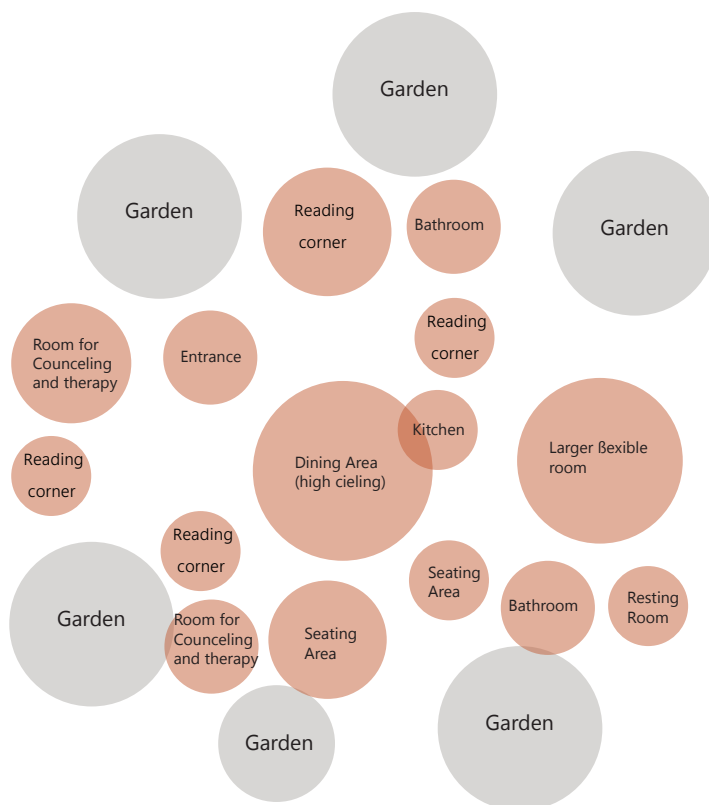 Garden
Garden
Garden
Reading
corner
Bathroom
Room for
Counceling
and therapy
Entrance
Reading
corner
Kitchen
Dining Area
(high cieling)
Larger ßexible
room
Reading
corner
Reading
corner
Seating
Area
Bathroom
Resting
Room
Garden
Room for
Counceling
and therapy
Seating
Area
Garden
Garden